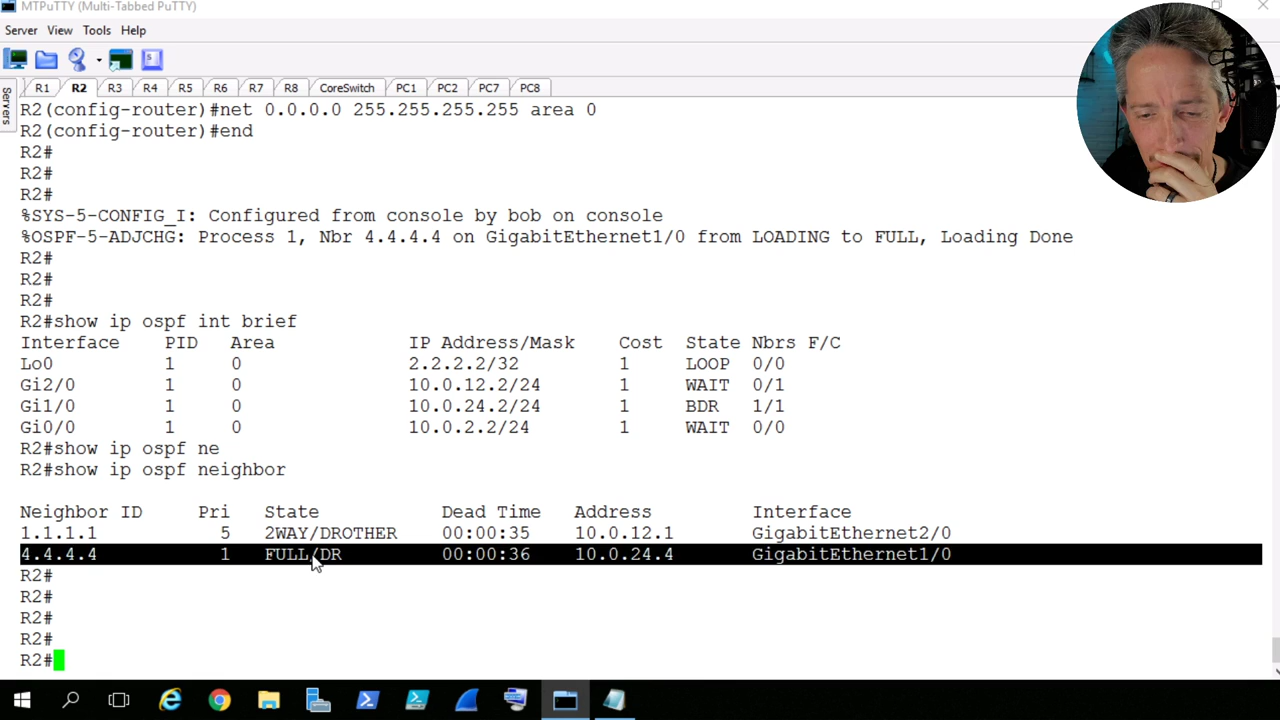 MTPuTTY (Multi-Tabbed PuTTY)
Server View Tools Help
Servers
R1 R2 R3 R4 R5 R6 R7 R8 CoreSwitch PC1 PC2 PC7 PC8
R2(config-router)#net 0.0.0.0 255.255.255.255 area 0
R2(config-router)#end
R2#
R2#
R2#
%SYS-5-CONFIG_I: Configured from console by bob on console
%OSPF-5-ADJCHG: Process 1, Nbr 4.4.4.4 on GigabitEthernet1/0 from LOADING to FULL, Loading Done
R2#
R2#
R2#
R2#show ip ospf int brief
Interface PID Area IP Address/Mask Cost State Nbrs F/C
Lo0 1 0 2.2.2.2/32 1 LOOP 0/0
Gi2/0 1 0 10.0.12.2/24 1 WAIT 0/1
Gi1/0 1 0 10.0.24.2/24 1 BDR 1/1
Gi0/0 1 0 10.0.2.2/24 1 WAIT 0/0
R2#show ip ospf ne
R2#show ip ospf neighbor
Neighbor ID Pri State Dead Time Address Interface
1.1.1.1 5 2WAY/DROTHER 00:00:35 10.0.12.1 GigabitEthernet2/0
4.4.4.4 1 FULL/DR 00:00:36 10.0.24.4 GigabitEthernet1/0
R2#
R2#
R2#
R2#
R2#